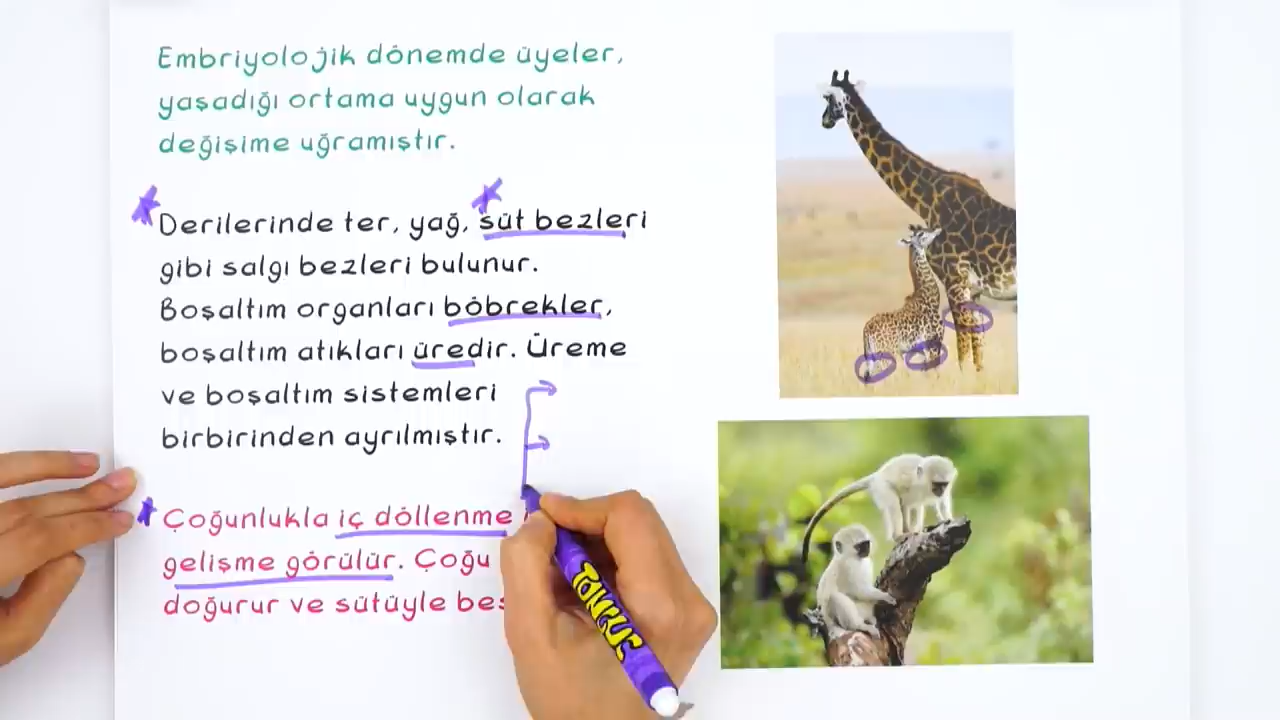 Embriyolojik dönemde üyeler,
yaşadığı ortama uygun olarak
değişime uğramıştır.
Derilerinde ter, yağ, süt bezleri
gibi salgı bezleri bulunur.
Boşaltım organları böbrekler,
boşaltım atıkları üredir. Üreme
ve boşaltım sistemleri
birbirinden ayrılmıştır.
Çoğunlukla iç döllenme
gelişme görülür. Çoğu
doğurur ve sütüyle
TONGUÇ